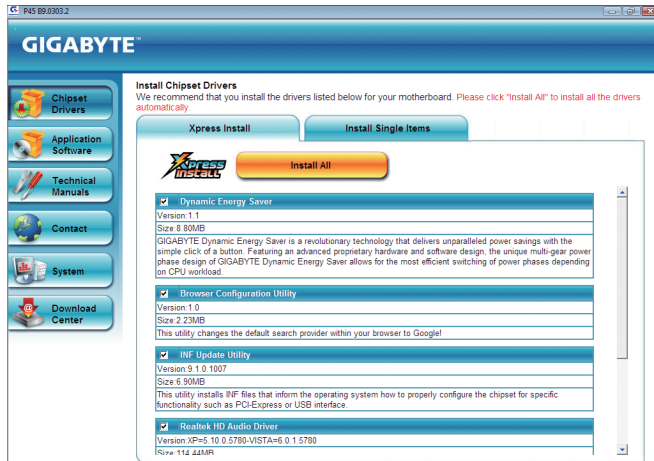 P45 B9.0303.2
GIGABYTE™
Install Chipset Drivers
We recommend that you install the drivers listed below for your motherboard. Please click "Install All" to install all the drivers
automatically.
Chipset
Drivers
Application
Software
Technical
Manuals
Contact
System
Download
Center
Xpress Install
Install Single Items
Xpress
Install
Install All
Dynamic Energy Saver
Version:1.1
Size:8.80MB
GIGABYTE Dynamic Energy Saver is a revolutionary technology that delivers unparalleled power savings with the
simple click of a button. Featuring an advanced proprietary hardware and software design, the unique multi-gear power
phase design of GIGABYTE Dynamic Energy Saver allows for the most efficient switching of power phases depending
on CPU workload.
Browser Configuration Utility
Version:1.0
Size:2.23MB
This utility changes the default search provider within your browser to Google!
INF Update Utility
Version:9.1.0.1007
Size:6.90MB
This utility installs INF files that inform the operating system how to properly configure the chipset for specific
functionality such as PCI-Express or USB interface.
Realtek HD Audio Driver
Version:XP=5.10.0.5780-VISTA=6.0.1.5780
Size:114.44MB